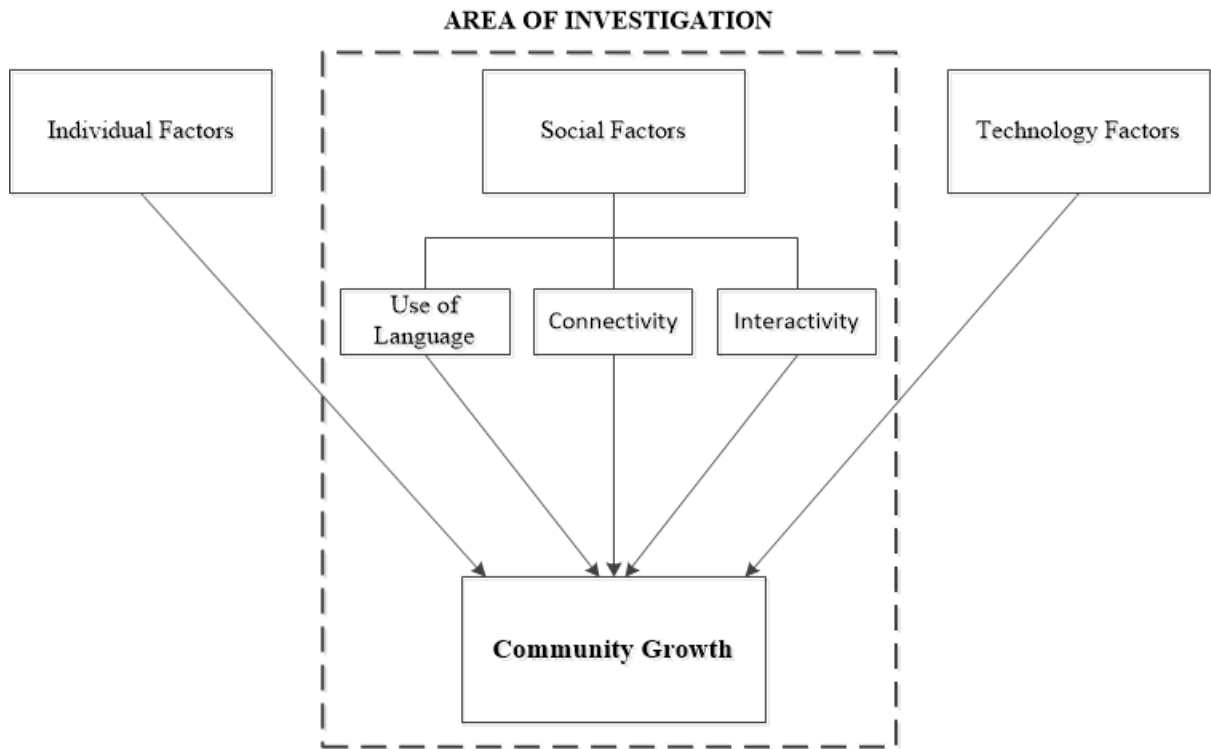 AREA OF INVESTIGATION
Individual Factors
Social Factors
Technology Factors
Use of
Language
Connectivity
Interactivity
Community Growth